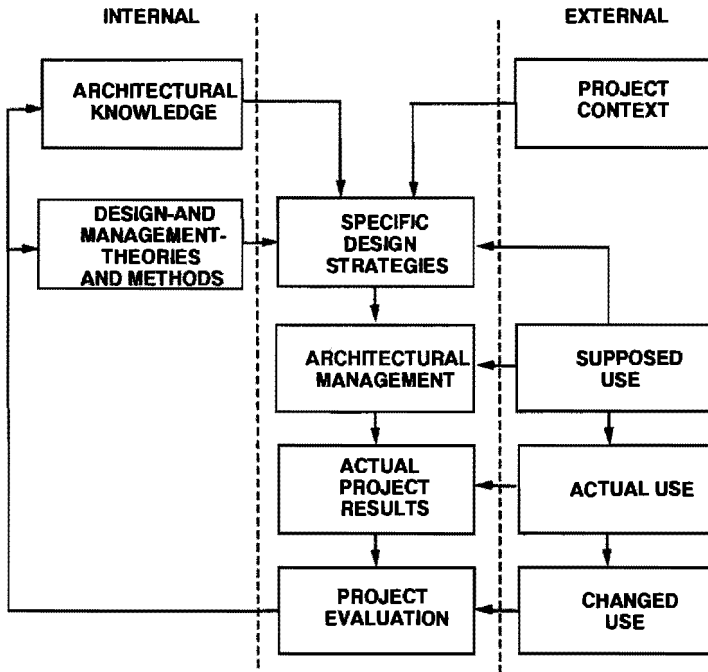 INTERNAL
EXTERNAL
ARCHITECTURAL
KNOWLEDGE
PROJECT
CONTEXT
DESIGN-AND
MANAGEMENT-
THEORIES
AND METHODS
SPECIFIC
DESIGN
STRATEGIES
ARCHITECTURAL
MANAGEMENT
SUPPOSED
USE
ACTUAL
PROJECT
RESULTS
ACTUAL USE
PROJECT
EVALUATION
CHANGED
USE